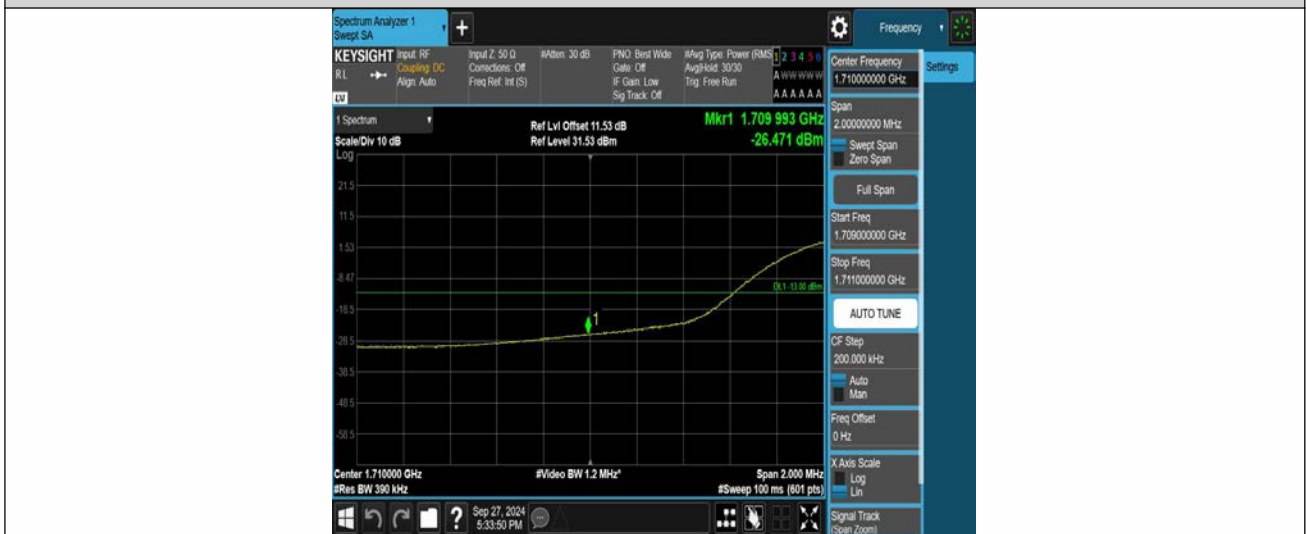 Spectrum Analyzer 1
Swept SA
+
Frequency
KEYSIGHT
RL
LXI
Input: RF
Coupling: DC
Align: Auto
Input Z: 50 Ω
Corrections: Off
Freq Ref: Int (S)
#Atten: 30 dB
PNO: Best Wide
Gate: Off
IF Gain: Low
Sig Track: Off
#Avg Type: Power (RMS
Avg|Hold: 30/30
Trig: Free Run
1 2 3 4 5 6
A W W W W W
A A A A A A
1 Spectrum
Scale/Div 10 dB
Log
Ref Lvl Offset 11.53 dB
Ref Level 31.53 dBm
Mkr1 1.709 993 GHz
-26.471 dBm
21.5
11.5
1.53
-8.47
-18.5
-28.5
-38.5
-48.5
-58.5
DL1 -13.00 dBm
1
Center 1.710000 GHz
#Res BW 390 kHz
#Video BW 1.2 MHz*
Span 2.000 MHz
#Sweep 100 ms (601 pts)
Sep 27, 2024
5:33:50 PM
?
Center Frequency
1.710000000 GHz
Settings
Span
2.00000000 MHz
Swept Span
Zero Span
Full Span
Start Freq
1.709000000 GHz
Stop Freq
1.711000000 GHz
AUTO TUNE
CF Step
200.000 kHz
Auto
Man
Freq Offset
0 Hz
X Axis Scale
Log
Lin
Signal Track
(Span Zoom)